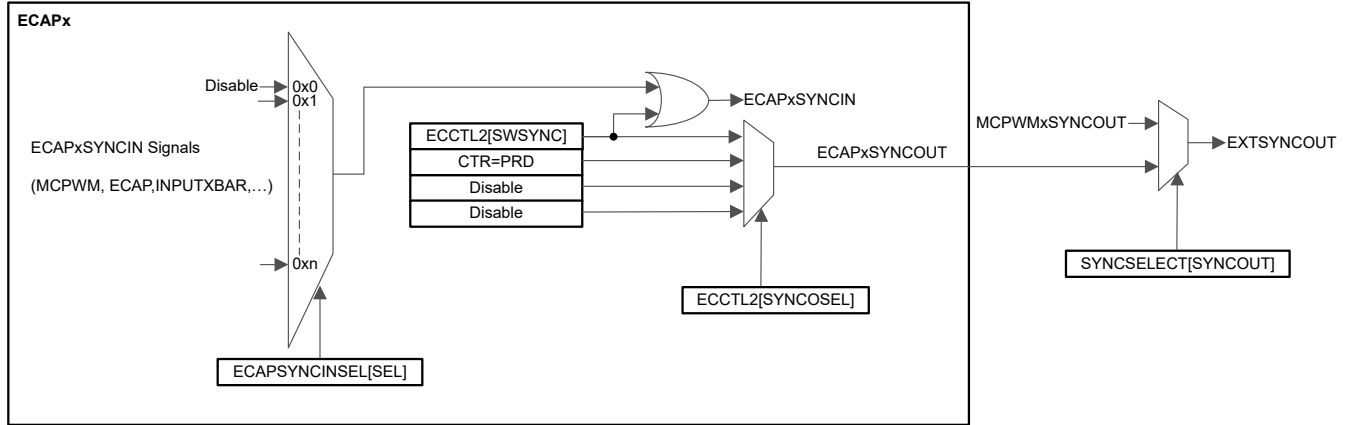 ECAPx
Disable
0x0
0x1
ECAPxSYNCIN
MCPWMxSYNCOUT
ECCTL2[SWSYNC]
EXTSYNCOUT
ECAPxSYNCIN Signals
CTR=PRD
ECAPxSYNCOUT
(MCPWM, ECAP,INPUTXBAR,…)
Disable
Disable
0xn
SYNCSELECT[SYNCOUT]
ECCTL2[SYNCOSEL]
ECAPSYNCINSEL[SEL]